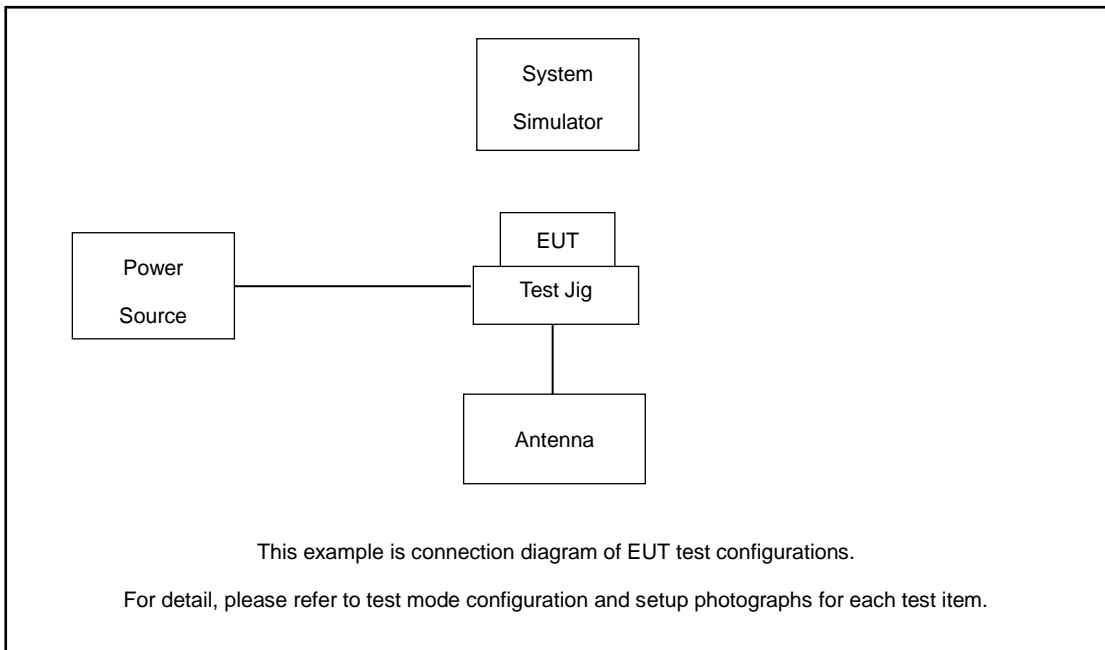 System
Simulator
EUT
Power
Source
Test Jig
Antenna
This example is connection diagram of EUT test configurations.
For detail, please refer to test mode configuration and setup photographs for each test item.